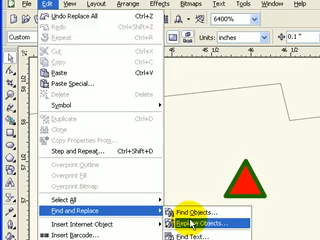 File Edit View Layout Arrange Effects Bitmaps Text Tools
Undo Replace All Ctrl+Z
6400%
Redo Ctrl+Shift+Z
Repeat Ctrl+R
Custom
Units: inches
0.1 "
Cut Ctrl+X
Copy Ctrl+C
Paste Ctrl+V
Paste Special...
Delete Delete
Symbol
Duplicate Ctrl+D
Clone
Copy Properties From...
Step and Repeat... Ctrl+Shift+D
Overprint Outline
Overprint Fill
Overprint Bitmap
Select All
Find and Replace
Find Objects...
Replace Objects...
Insert Internet Object
Find Text...
Insert Barcode...